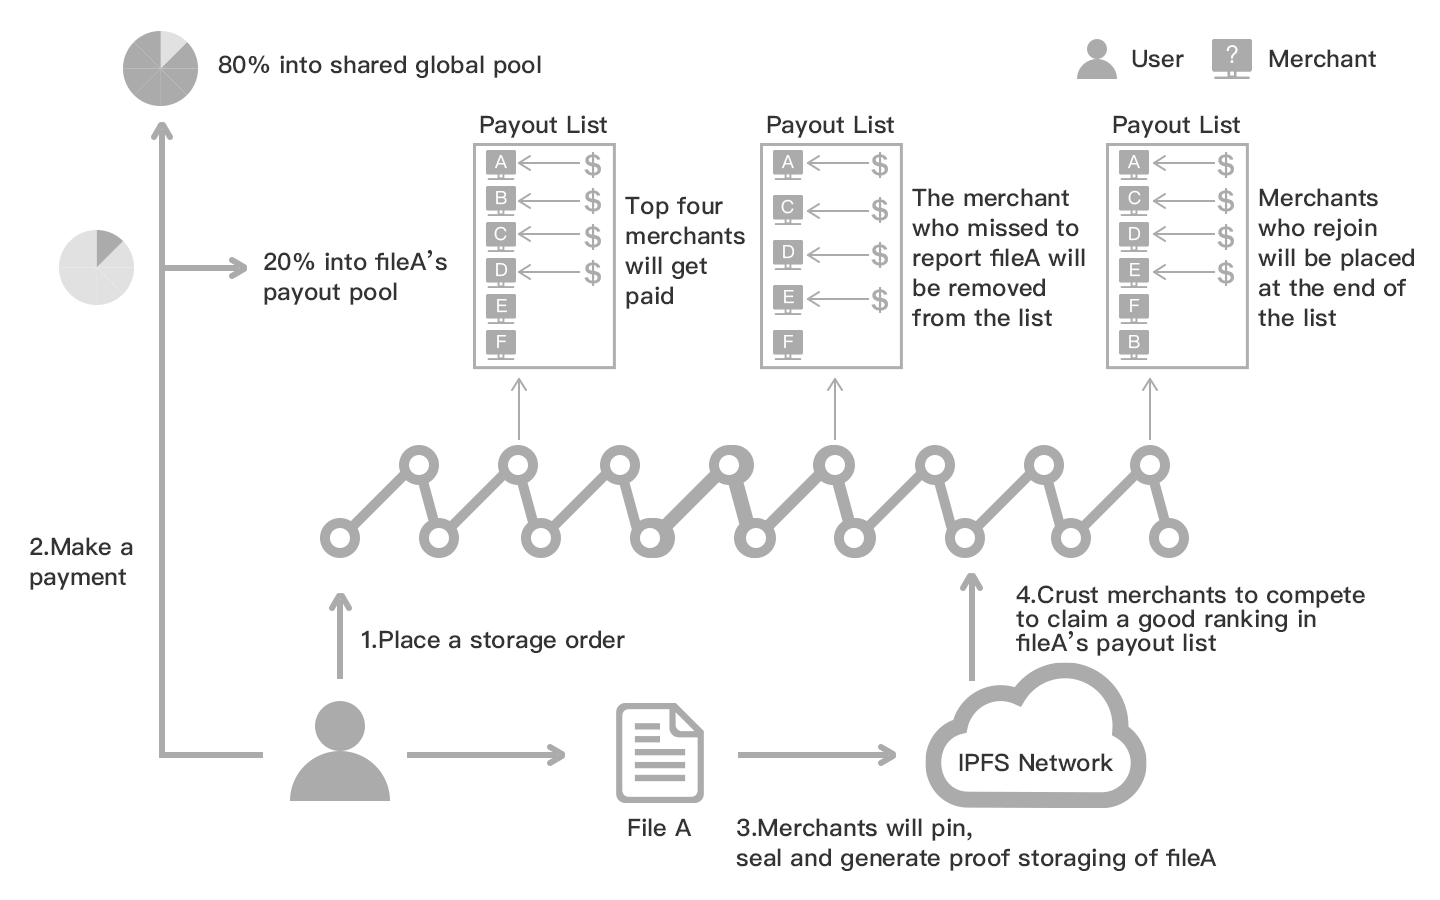 80% into shared global pool
?
User
Merchant
Payout List
A $
B $
C $
D $
E
F
Top four
merchants
will get
paid
Payout List
A $
C $
D $
E $
F
The merchant
who missed to
report fileA will
be removed
from the list
Payout List
A $
C $
D $
E $
F
B
Merchants
who rejoin
will be placed
at the end of
the list
20% into fileA's
payout pool
2.Make a
payment
1.Place a storage order
4.Crust merchants to compete
to claim a good ranking in
fileA's payout list
IPFS Network
File A
3.Merchants will pin,
seal and generate proof storaging of fileA